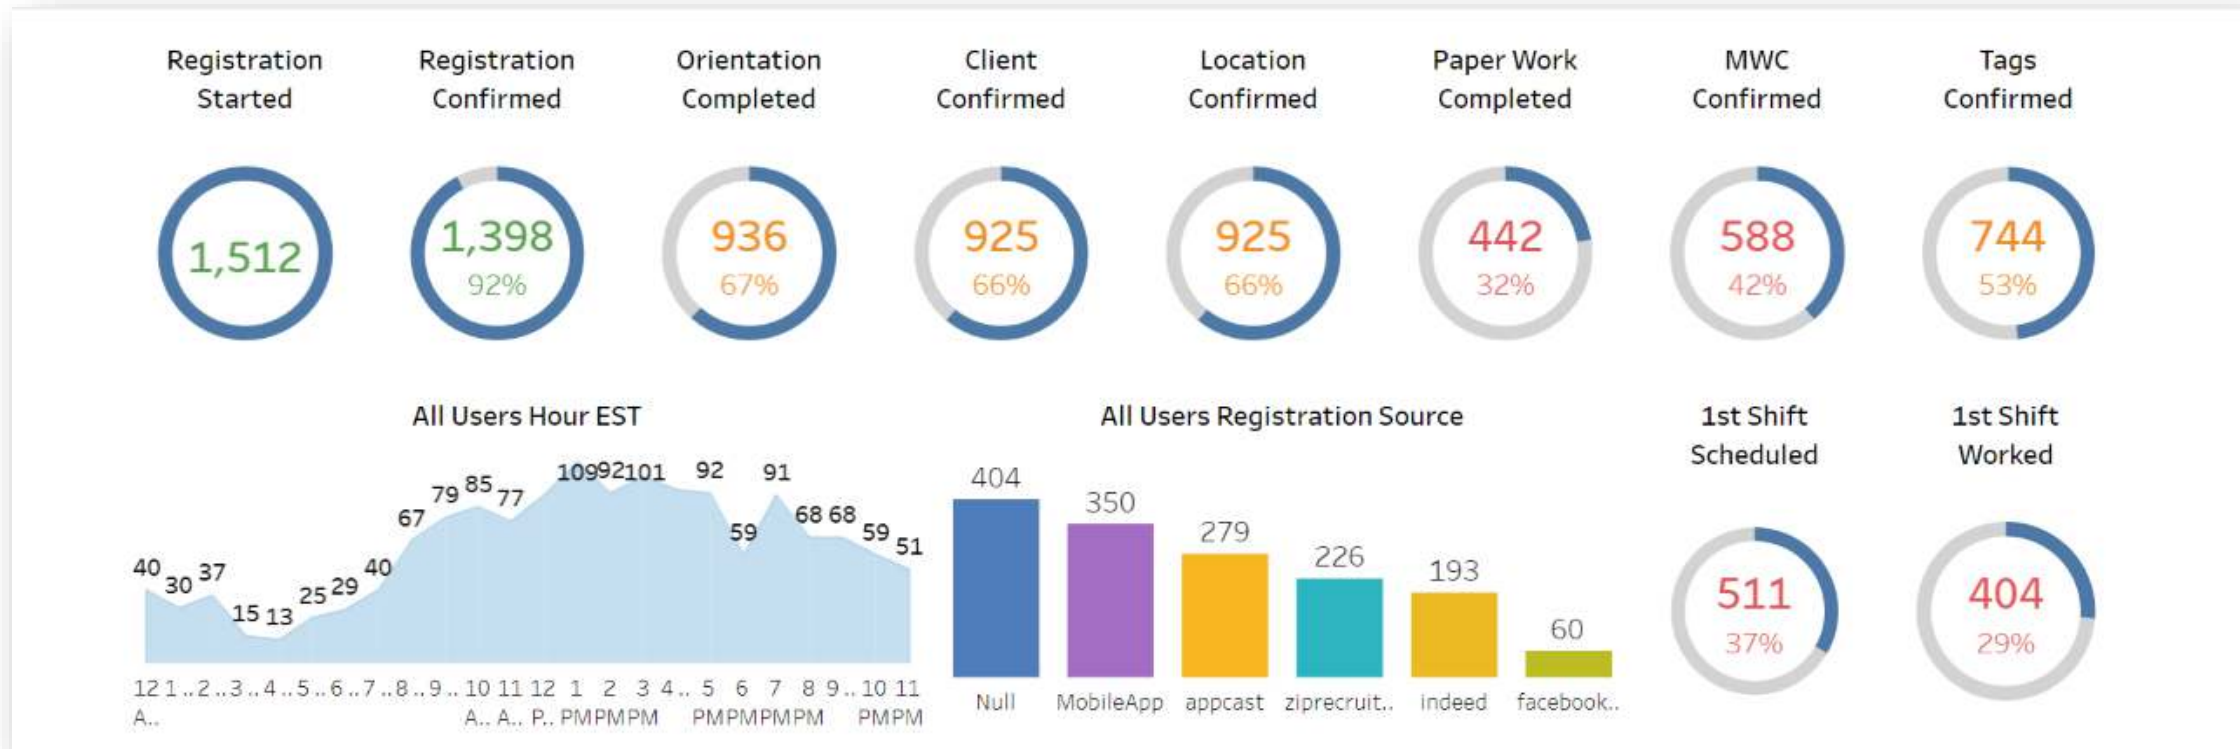 Registration
Started
Registration
Confirmed
Orientation
Completed
Client
Confirmed
Location
Confirmed
Paper Work
Completed
MWC
Confirmed
Tags
Confirmed
1,512
1,398
92%
936
67%
925
66%
925
66%
442
32%
588
42%
744
53%
All Users Hour EST
40
30
37
15
13
25
29
40
67
79
85
77
109
92
101
92
59
91
68
68
59
51
12 1 .. 2 .. 3 .. 4 .. 5 .. 6 .. 7 .. 8 .. 9 .. 10 11 12 1 2 3 4 .. 5 6 7 8 9 .. 10 11
A.. A.. A.. P.. PM PM PM PM PM PM PM PM PM
All Users Registration Source
404
350
279
226
193
60
Null
MobileApp
appcast
ziprecruit..
indeed
facebook..
1st Shift
Scheduled
511
37%
1st Shift
Worked
404
29%